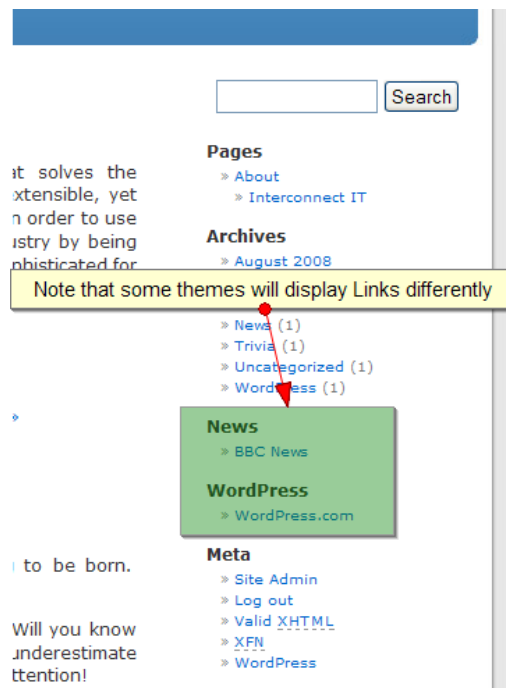 Search
Pages
» About
» Interconnect IT
Archives
» August 2008
Note that some themes will display Links differently
» News (1)
» Trivia (1)
» Uncategorized (1)
» WordPress (1)
News
» BBC News
WordPress
» WordPress.com
Meta
» Site Admin
» Log out
» Valid XHTML
» XFN
» WordPress
at solves the
extensible, yet
n order to use
ustry by being
phisticated for
»
to be born.
Will you know
underestimate
ttention!